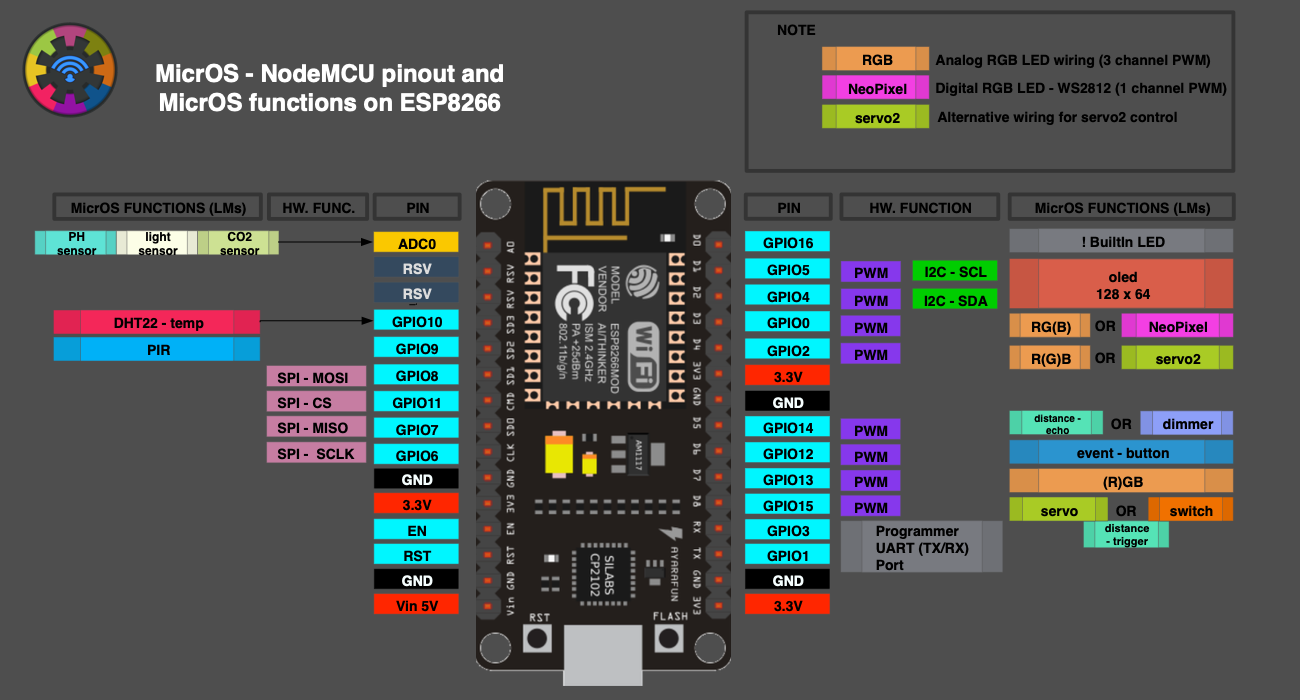 MicrOS - NodeMCU pinout and
MicrOS functions on ESP8266
NOTE
RGB Analog RGB LED wiring (3 channel PWM)
NeoPixel Digital RGB LED - WS2812 (1 channel PWM)
servo2 Alternative wiring for servo2 control
MicrOS FUNCTIONS (LMs) HW. FUNC. PIN
PH
sensor
light
sensor
CO2
sensor
ADC0
RSV
RSV
DHT22 - temp GPIO10
PIR GPIO9
SPI - MOSI GPIO8
SPI - CS GPIO11
SPI - MISO GPIO7
SPI - SCLK GPIO6
GND
3.3V
EN
RST
GND
Vin 5V
A0
RSV
RSV
SD3
SD2
SD1
CMD
SD0
CLK
GND
3V3
EN
RST
GND
Vin
MODEL ESP8266MOD
VENDOR AI/THINKER
ISM 2.4GHz
PA +25dBm
802.11b/g/n
FC
Wi Fi
AM1117
SILABS
CP2102
AYARAFUN
RST
FLASH
D0
D1
D2
D3
D4
3V3
GND
D5
D6
D7
D8
RX
TX
GND
3V3
PIN HW. FUNCTION MicrOS FUNCTIONS (LMs)
GPIO16 ! BuiltIn LED
GPIO5 PWM I2C - SCL
GPIO4 PWM I2C - SDA
oled
128 x 64
GPIO0 PWM RG(B) OR NeoPixel
GPIO2 PWM R(G)B OR servo2
3.3V
GND
GPIO14 PWM
distance -
echo
OR dimmer
GPIO12 PWM event - button
GPIO13 PWM (R)GB
GPIO15 PWM servo OR switch
distance
- trigger
GPIO3
GPIO1
Programmer
UART (TX/RX)
Port
GND
3.3V